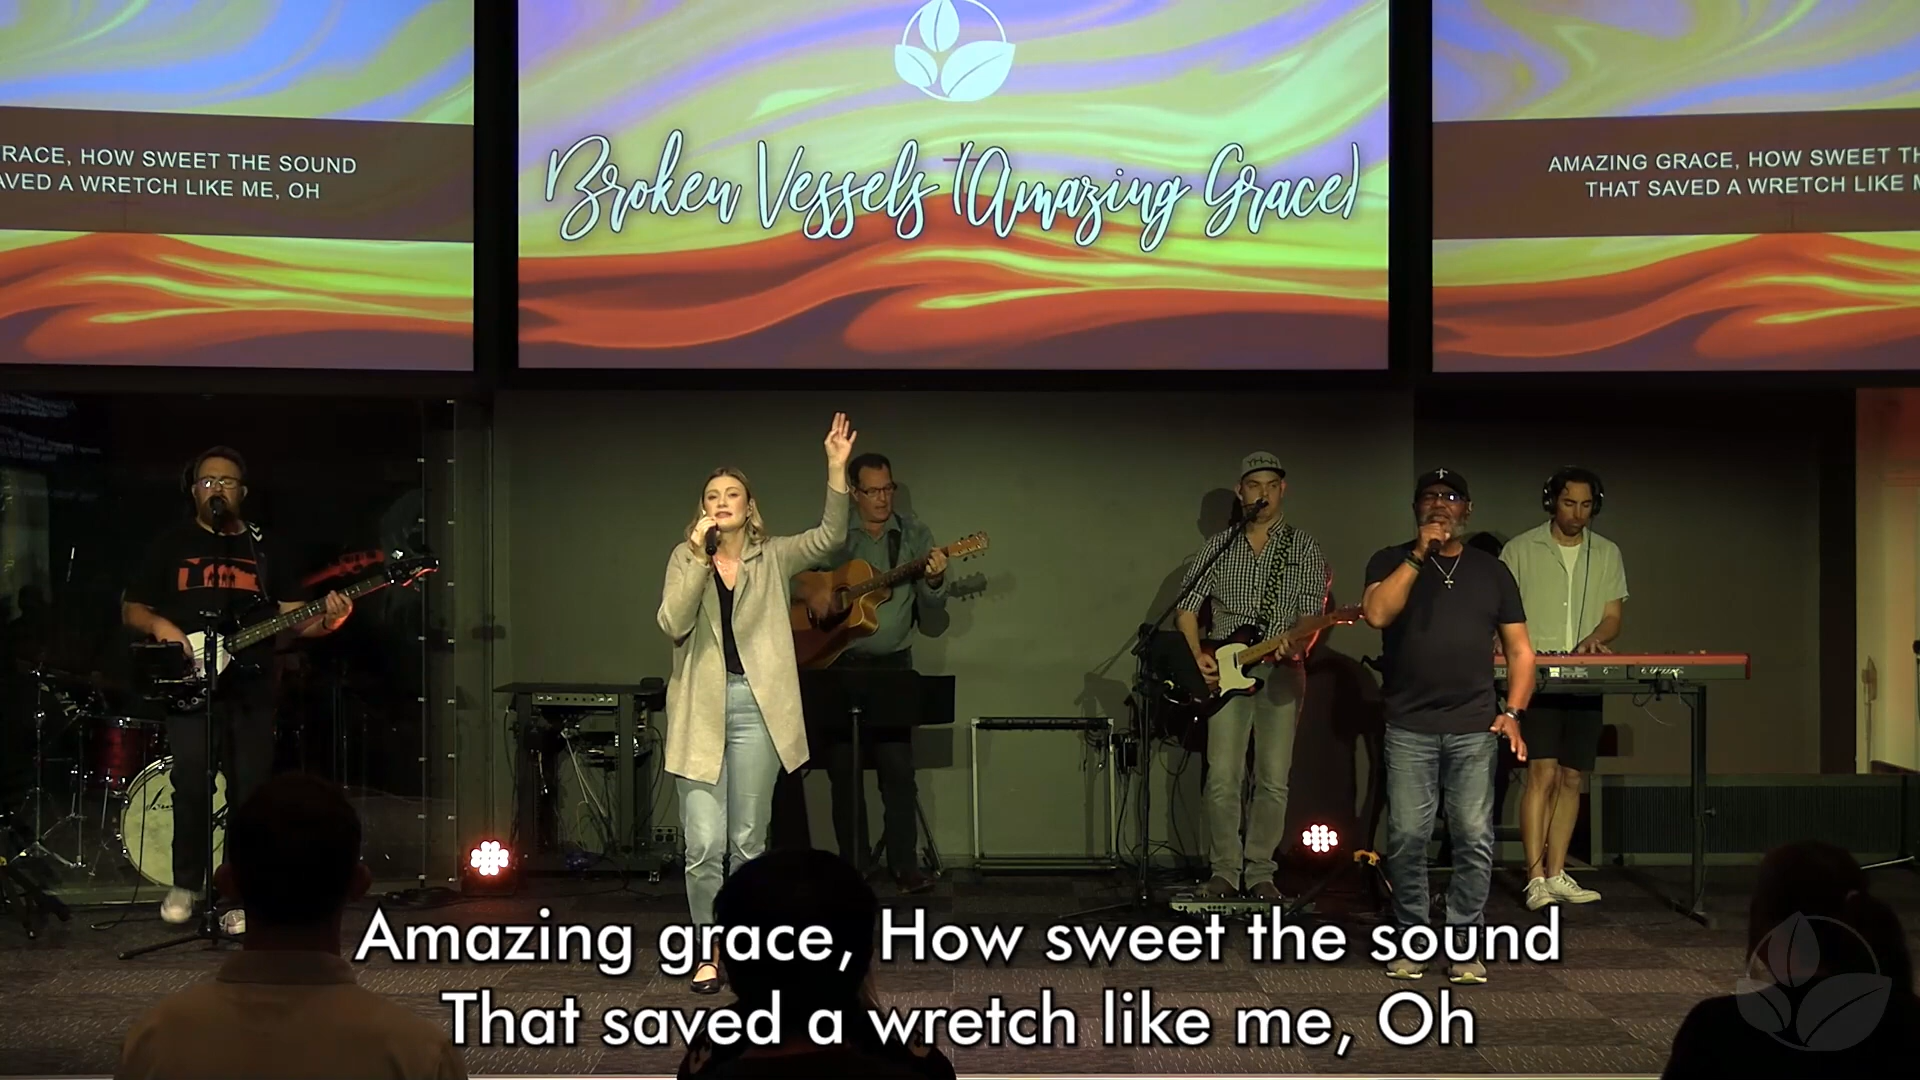 RACE, HOW SWEET THE SOUND
AVED A WRETCH LIKE ME, OH
Broken Vessels (Amazing Grace)
AMAZING GRACE, HOW SWEET TH
THAT SAVED A WRETCH LIKE M
YHWH
Amazing grace, How sweet the sound
That saved a wretch like me, Oh